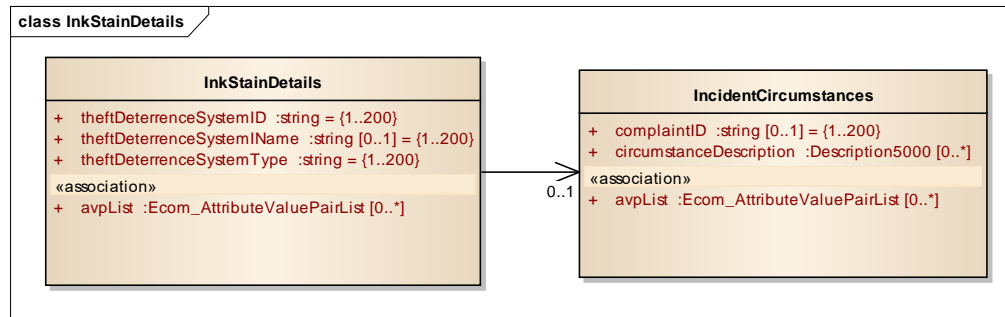 class InkStainDetails
InkStainDetails
+ theftDeterrenceSystemID :string = {1..200}
+ theftDeterrenceSystemIName :string [0..1] = {1..200}
+ theftDeterrenceSystemType :string = {1..200}
«association»
+ avpList :Ecom_AttributeValuePairList [0..*]
0..1
IncidentCircumstances
+ complaintID :string [0..1] = {1..200}
+ circumstanceDescription :Description5000 [0..*]
«association»
+ avpList :Ecom_AttributeValuePairList [0..*]